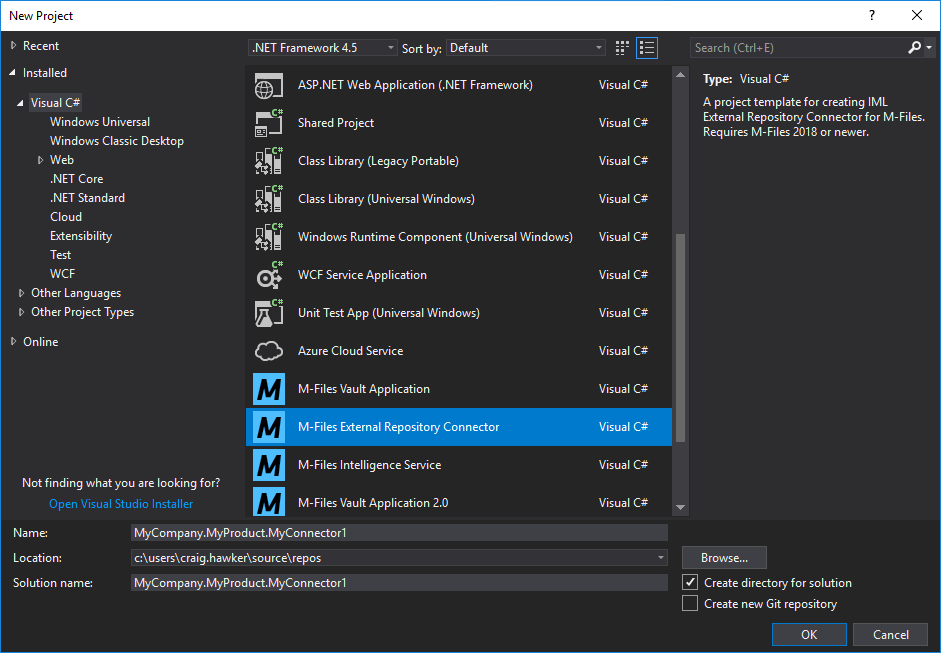 New Project
?
Recent
Installed
Visual C#
Windows Universal
Windows Classic Desktop
Web
.NET Core
.NET Standard
Cloud
Extensibility
Test
WCF
Other Languages
Other Project Types
Online
Not finding what you are looking for?
Open Visual Studio Installer
.NET Framework 4.5 Sort by: Default
ASP.NET Web Application (.NET Framework) Visual C#
C# Shared Project Visual C#
C# Class Library (Legacy Portable) Visual C#
C# Class Library (Universal Windows) Visual C#
C# Windows Runtime Component (Universal Windows) Visual C#
C# WCF Service Application Visual C#
C# Unit Test App (Universal Windows) Visual C#
Azure Cloud Service Visual C#
M M-Files Vault Application Visual C#
M M-Files External Repository Connector Visual C#
M M-Files Intelligence Service Visual C#
M M-Files Vault Application 2.0 Visual C#
Search (Ctrl+E)
Type: Visual C#
A project template for creating IML
External Repository Connector for M-Files.
Requires M-Files 2018 or newer.
Name: MyCompany.MyProduct.MyConnector1
Location: c:\users\craig.hawker\source\repos
Solution name: MyCompany.MyProduct.MyConnector1
Browse...
Create directory for solution
Create new Git repository
OK Cancel